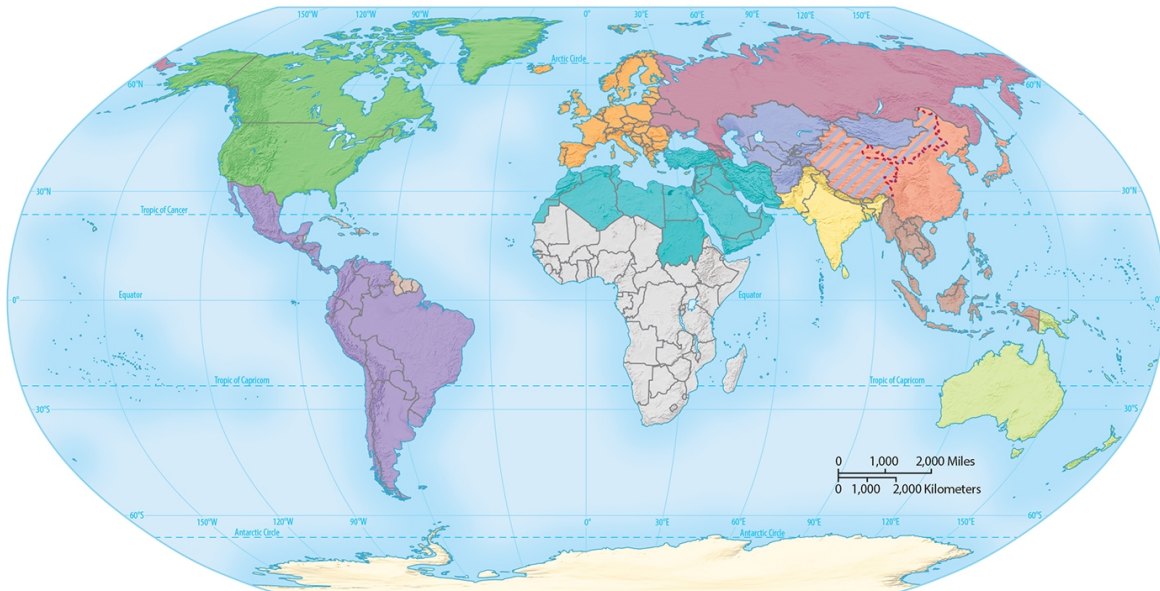 150°W 120°W 90°W 0° 30°E 60°E 90°E 120°E 150°E
Arctic Circle
60°N 60°N
30°N 30°N
Tropic of Cancer
0° Equator Equator
Tropic of Capricorn Tropic of Capricorn
30°S 30°S
0 1,000 2,000 Miles
0 1,000 2,000 Kilometers
60°S 60°S
150°W 120°W 90°W 0° 30°E 60°E 90°E 120°E 150°E
Antarctic Circle Antarctic Circle